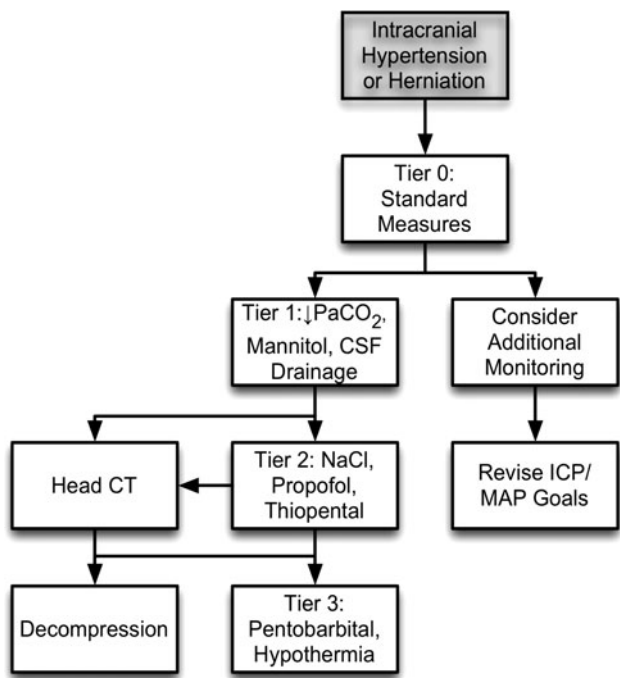 Intracranial
Hypertension
or Herniation
Tier 0:
Standard
Measures
Tier 1:↓PaCO₂,
Mannitol, CSF
Drainage
Consider
Additional
Monitoring
Head CT
Tier 2: NaCl,
Propofol,
Thiopental
Revise ICP/
MAP Goals
Decompression
Tier 3:
Pentobarbital,
Hypothermia